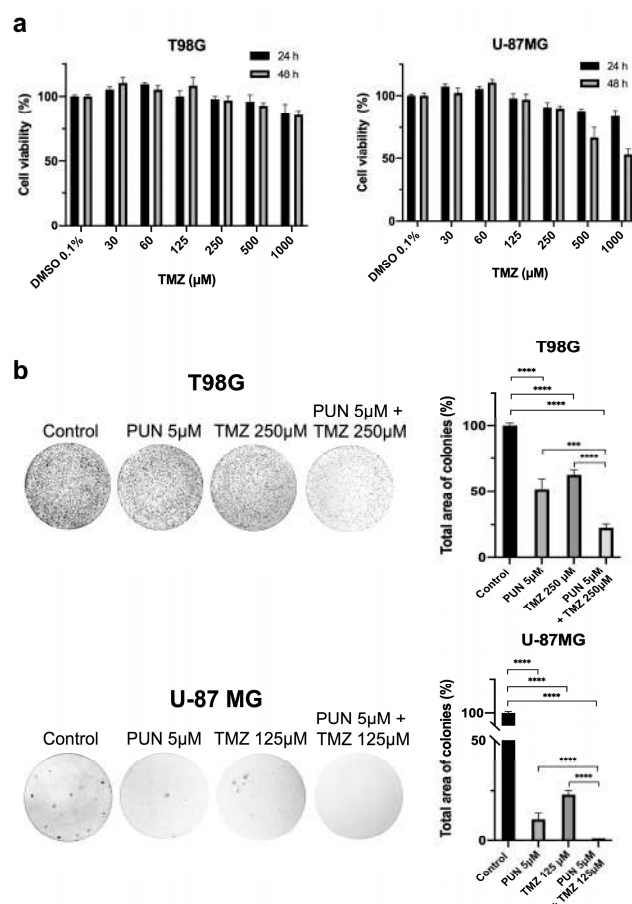 a
T98G
24 h
48 h
Cell viability (%)
100
50
0
DMSO 0.1%
30
60
125
250
500
1000
TMZ (µM)
U-87MG
24 h
48 h
Cell viability (%)
100
50
0
DMSO 0.1%
30
60
125
250
500
1000
TMZ (µM)
b
T98G
Control
PUN 5µM
TMZ 250µM
PUN 5µM +
TMZ 250µM
T98G
****
****
****
***
****
Total area of colonies (%)
100
50
0
Control
PUN 5µM
TMZ 250 µM
PUN 5µM
+ TMZ 250µM
U-87 MG
Control
PUN 5µM
TMZ 125µM
PUN 5µM +
TMZ 125µM
U-87MG
****
****
****
****
****
Total area of colonies (%)
100
50
0
Control
PUN 5µM
TMZ 125 µM
PUN 5µM
+ TMZ 125µM